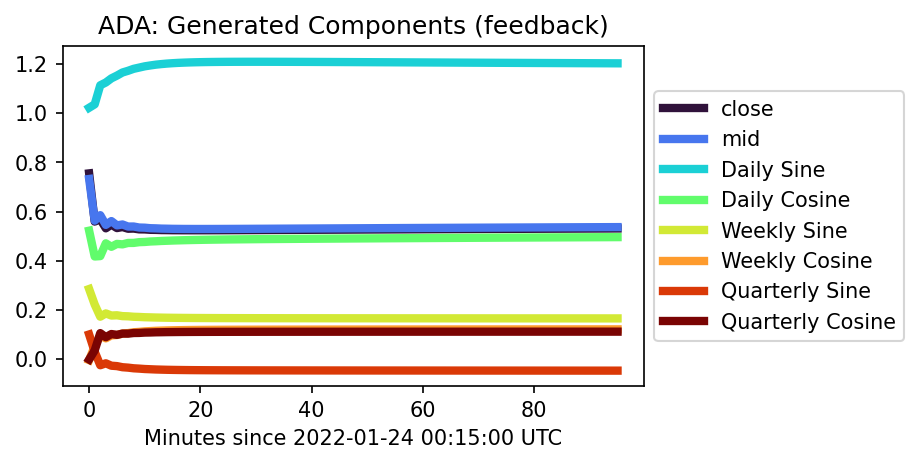 ADA: Generated Components (feedback)
1.2
1.0
0.8
0.6
0.4
0.2
0.0
0 20 40 60 80
Minutes since 2022-01-24 00:15:00 UTC
close
mid
Daily Sine
Daily Cosine
Weekly Sine
Weekly Cosine
Quarterly Sine
Quarterly Cosine